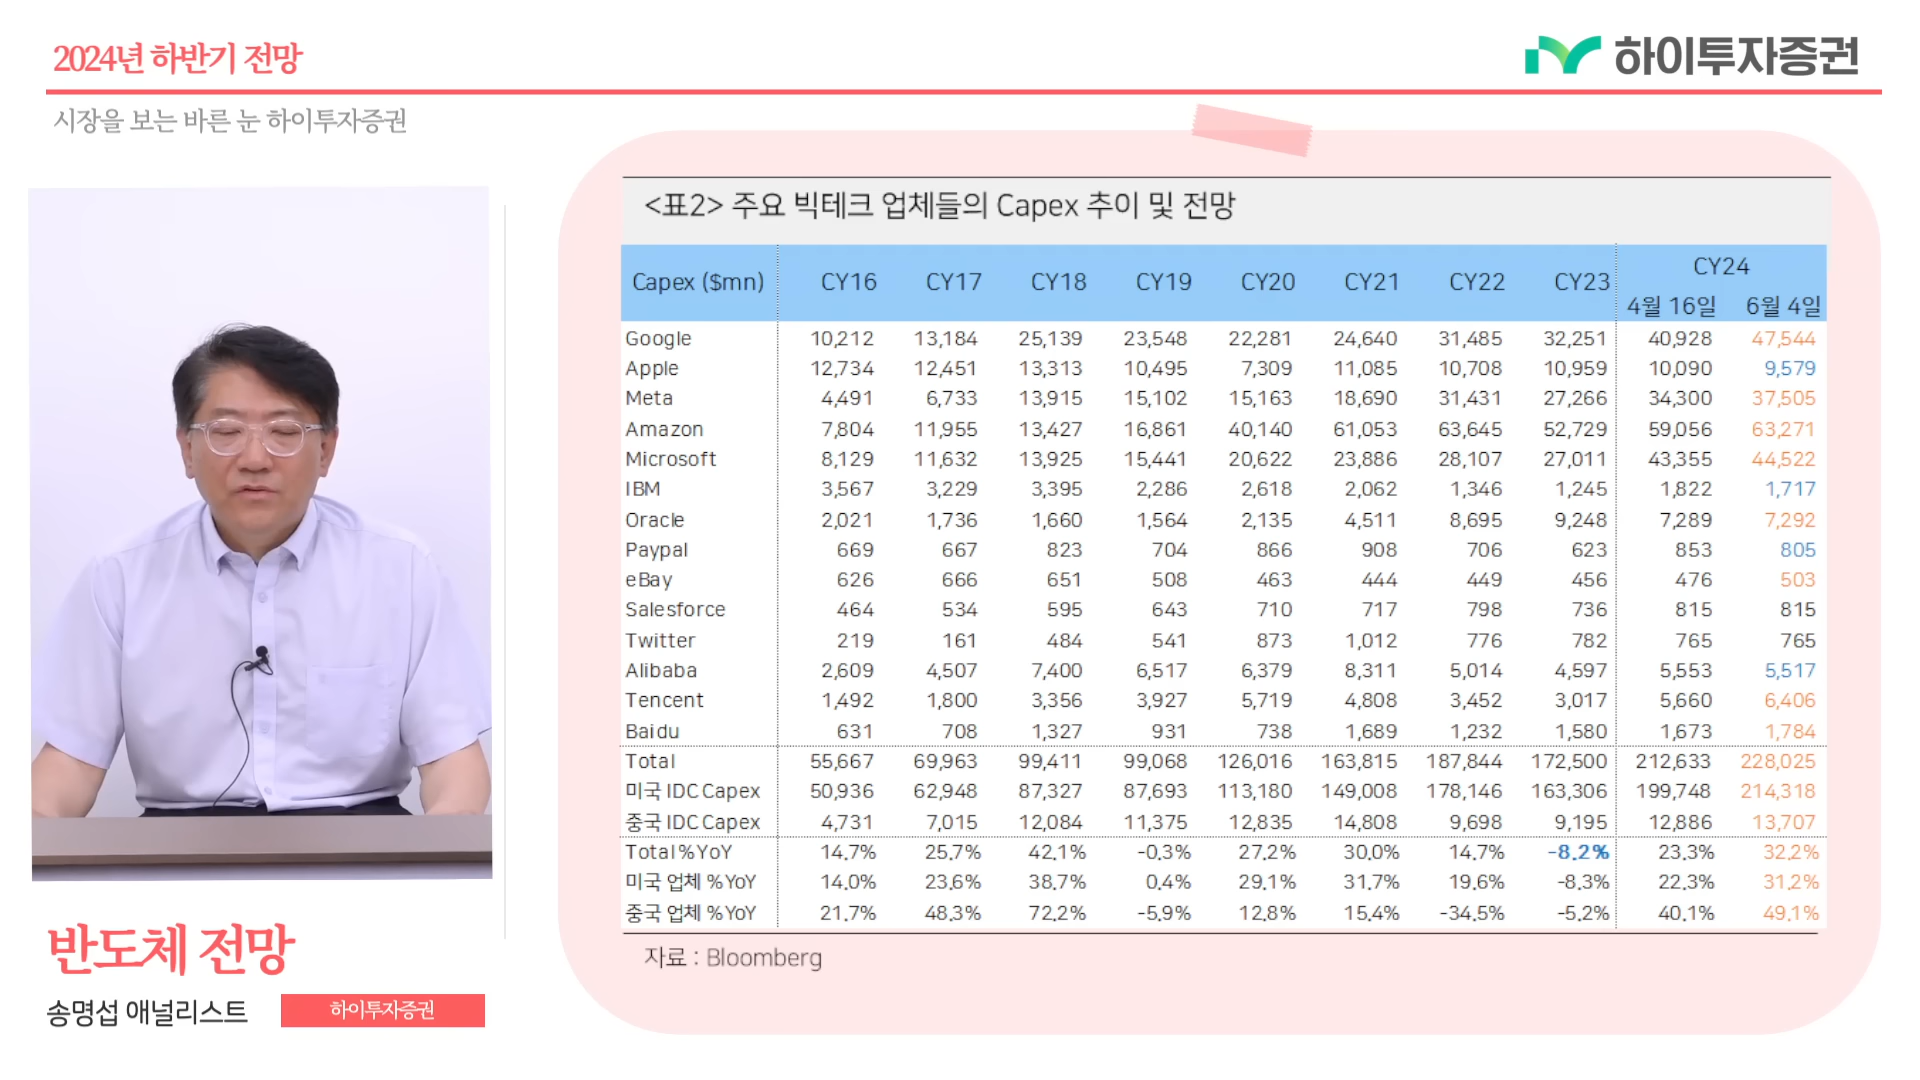 2024년 하반기 전망
하이투자증권
시장을 보는 바른 눈 하이투자증권
<표2> 주요 빅테크 업체들의 Capex 추이 및 전망
Capex ($mn) CY16 CY17 CY18 CY19 CY20 CY21 CY22 CY23 CY24
4월 16일 6월 4일
Google 10,212 13,184 25,139 23,548 22,281 24,640 31,485 32,251 40,928 47,544
Apple 12,734 12,451 13,313 10,495 7,309 11,085 10,708 10,959 10,090 9,579
Meta 4,491 6,733 13,915 15,102 15,163 18,690 31,431 27,266 34,300 37,505
Amazon 7,804 11,955 13,427 16,861 40,140 61,053 63,645 52,729 59,056 63,271
Microsoft 8,129 11,632 13,925 15,441 20,622 23,886 28,107 27,011 43,355 44,522
IBM 3,567 3,229 3,395 2,286 2,618 2,062 1,346 1,245 1,822 1,717
Oracle 2,021 1,736 1,660 1,564 2,135 4,511 8,695 9,248 7,289 7,292
Paypal 669 667 823 704 866 908 706 623 853 805
eBay 626 666 651 508 463 444 449 456 476 503
Salesforce 464 534 595 643 710 717 798 736 815 815
Twitter 219 161 484 541 873 1,012 776 782 765 765
Alibaba 2,609 4,507 7,400 6,517 6,379 8,311 5,014 4,597 5,553 5,517
Tencent 1,492 1,800 3,356 3,927 5,719 4,808 3,452 3,017 5,660 6,406
Baidu 631 708 1,327 931 738 1,689 1,232 1,580 1,673 1,784
Total 55,667 69,963 99,411 99,068 126,016 163,815 187,844 172,500 212,633 228,025
미국 IDC Capex 50,936 62,948 87,327 87,693 113,180 149,008 178,146 163,306 199,748 214,318
중국 IDC Capex 4,731 7,015 12,084 11,375 12,835 14,808 9,698 9,195 12,886 13,707
Total %YoY 14.7% 25.7% 42.1% -0.3% 27.2% 30.0% 14.7% -8.2% 23.3% 32.2%
미국 업체 %YoY 14.0% 23.6% 38.7% 0.4% 29.1% 31.7% 19.6% -8.3% 22.3% 31.2%
중국 업체 %YoY 21.7% 48.3% 72.2% -5.9% 12.8% 15.4% -34.5% -5.2% 40.1% 49.1%
자료 : Bloomberg
반도체 전망
송명섭 애널리스트 하이투자증권